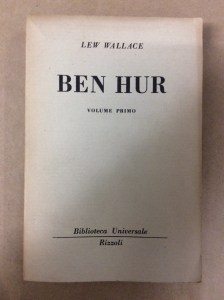 LEW WALLACE
BEN HUR
VOLUME PRIMO
Biblioteca Universale
Rizzoli